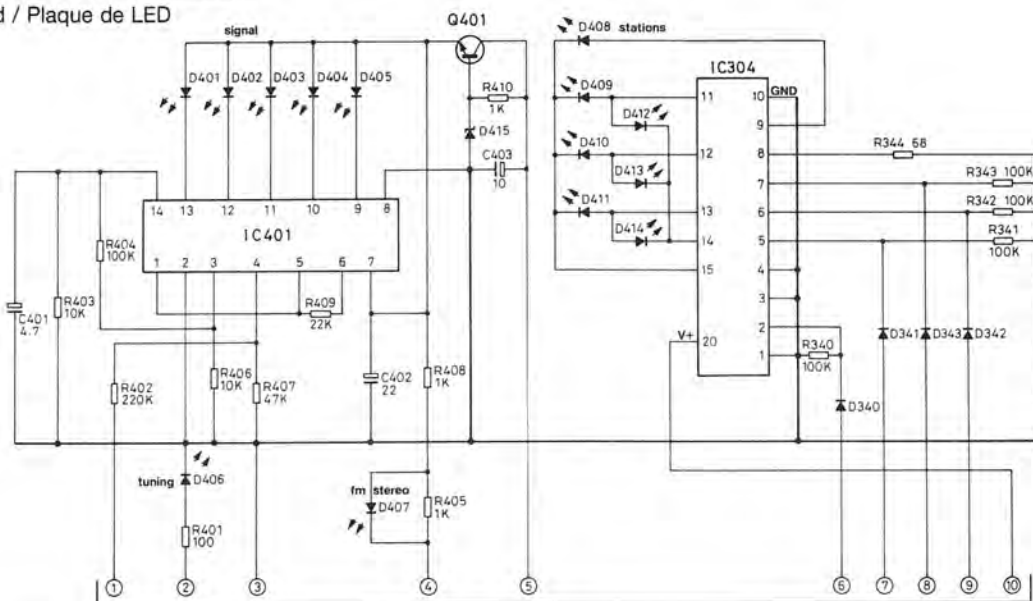 d / Plaque de LED
signal
Q401
D408 stations
IC304
D401 D402 D403 D404 D405
R410
1K
D409
11 10 GND
D412
9
D415
D410
12 8
R344 68
C403
10
D413
7
R343 100K
D411
13 6
R342 100K
14 13 12 11 10 9 8
IC401
D414
14 5
R341
100K
R404
100K
1 2 3 4 5 6 7
15 4
R409
22K
3
C401
4.7
R403
10K
2
V+ 20 1
R340
100K
D341 D343 D342
R402
220K
R406
10K
R407
47K
C402
22
R408
1K
D340
tuning D406
fm stereo
D407
R405
1K
R401
100
1 2 3 4 5 6 7 8 9 10